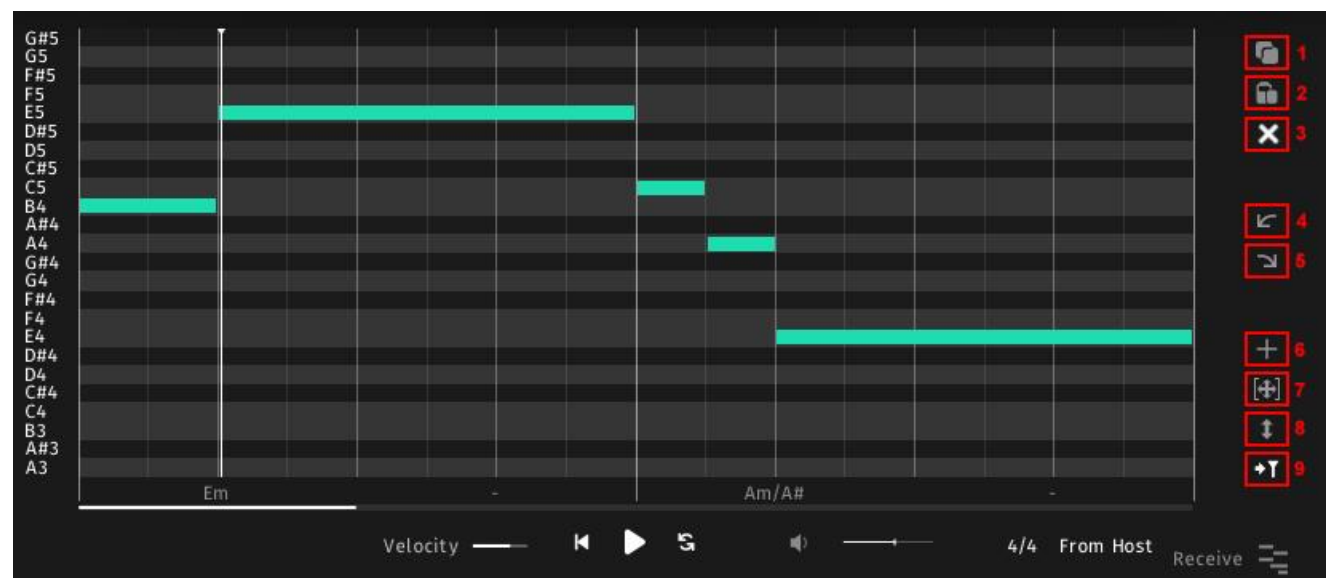 G#5
G5
F#5
F5
E5
D#5
D5
C#5
C5
B4
A#4
A4
G#4
G4
F#4
F4
E4
D#4
D4
C#4
C4
B3
A#3
A3
1
2
3
4
5
6
7
8
9
Em - Am/A# -
Velocity 4/4 From Host Receive